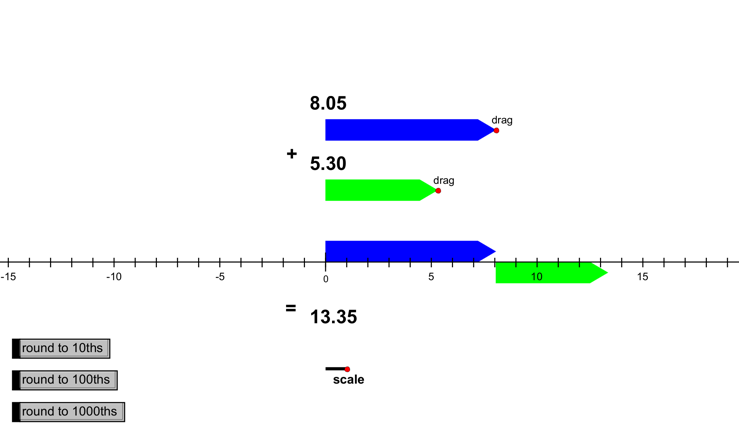 8.05
drag
+
5.30
drag
-15 -10 -5 0 5 10 15
=
13.35
round to 10ths
round to 100ths
scale
round to 1000ths